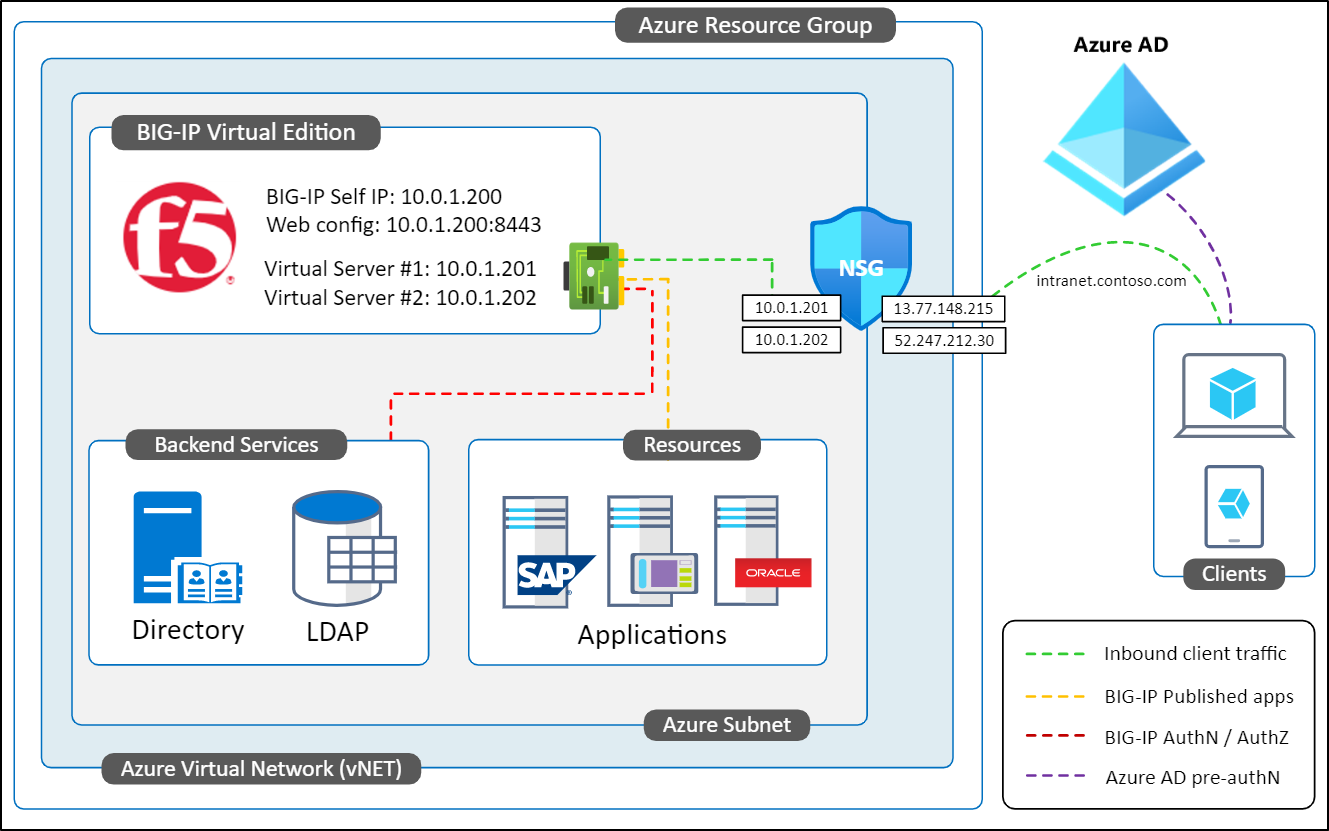 Azure Resource Group
Azure AD
BIG-IP Virtual Edition
f5
BIG-IP Self IP: 10.0.1.200
Web config: 10.0.1.200:8443
Virtual Server #1: 10.0.1.201
Virtual Server #2: 10.0.1.202
NSG
intranet.contoso.com
10.0.1.201
13.77.148.215
10.0.1.202
52.247.212.30
Backend Services
Resources
SAP
ORACLE
Directory
LDAP
Applications
Clients
Inbound client traffic
BIG-IP Published apps
BIG-IP AuthN / AuthZ
Azure AD pre-authN
Azure Subnet
Azure Virtual Network (vNET)